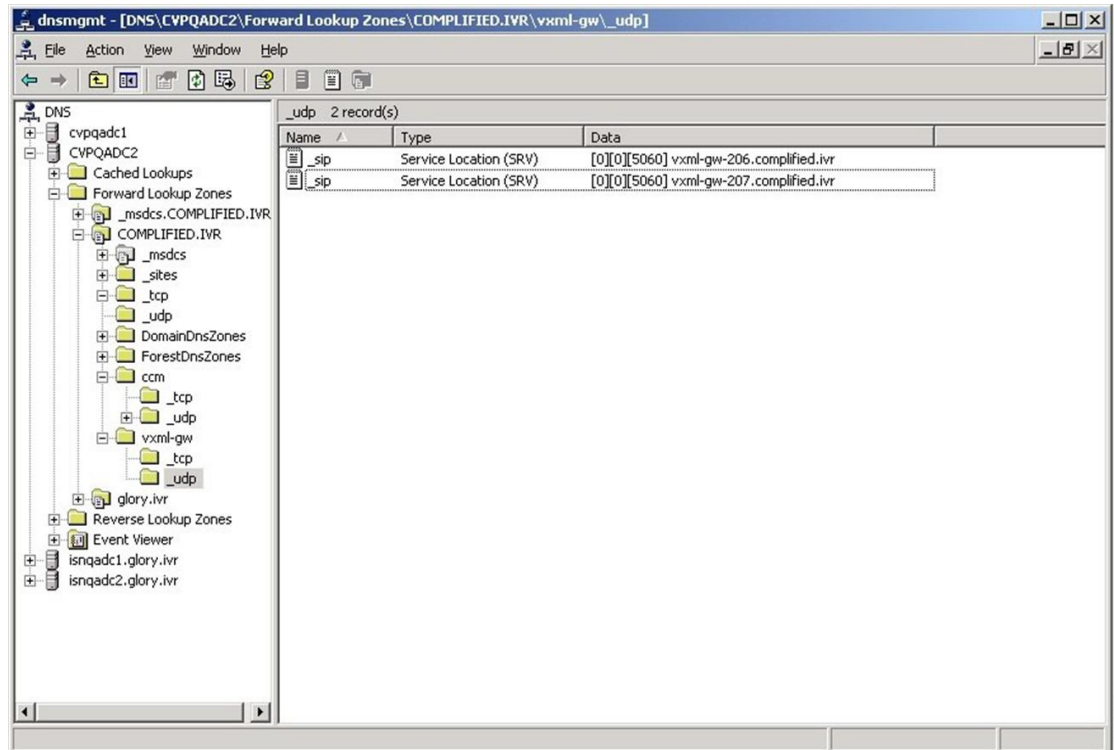 dnsmgmt - [DNS\CVPQADC2\Forward Lookup Zones\COMPLIFIED.IVR\vxml-gw\_udp]
File Action View Window Help
DNS
cvpqadc1
CVPQADC2
Cached Lookups
Forward Lookup Zones
_msdcs.COMPLIFIED.IVR
COMPLIFIED.IVR
_msdcs
_sites
_tcp
_udp
DomainDnsZones
ForestDnsZones
ccm
_tcp
_udp
vxml-gw
_tcp
_udp
glory.ivr
Reverse Lookup Zones
Event Viewer
isnqadc1.glory.ivr
isnqadc2.glory.ivr
_udp 2 record(s)
Name Type Data
_sip Service Location (SRV) [0][0][5060] vxml-gw-206.complified.ivr
_sip Service Location (SRV) [0][0][5060] vxml-gw-207.complified.ivr